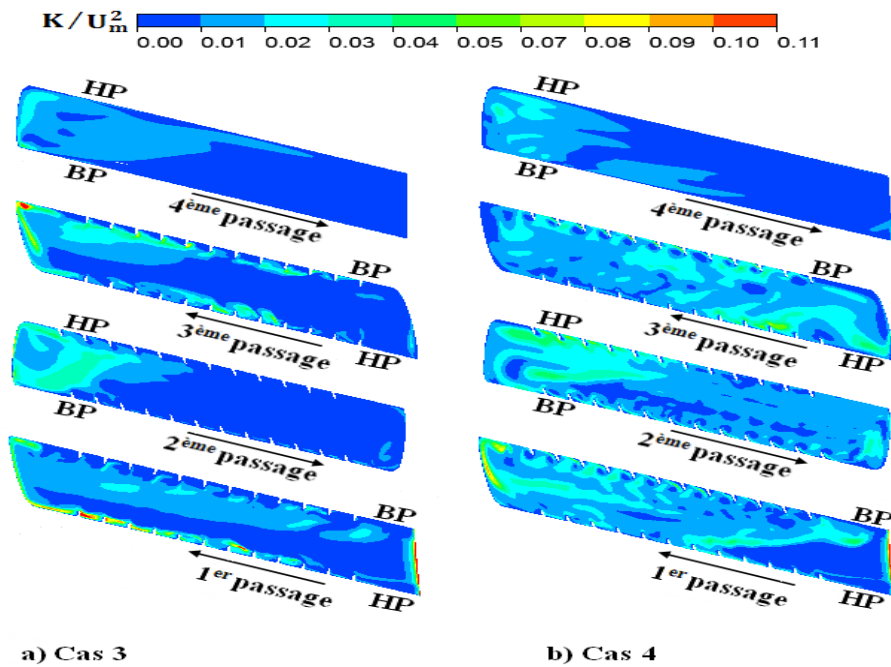 K/U²m
0.00 0.01 0.02 0.03 0.04 0.05 0.07 0.08 0.09 0.10 0.11
HP
BP
4ème passage
BP
3ème passage
HP
HP
BP
2ème passage
BP
1er passage
HP
a) Cas 3
HP
BP
4ème passage
BP
3ème passage
HP
HP
BP
2ème passage
BP
1er passage
HP
b) Cas 4